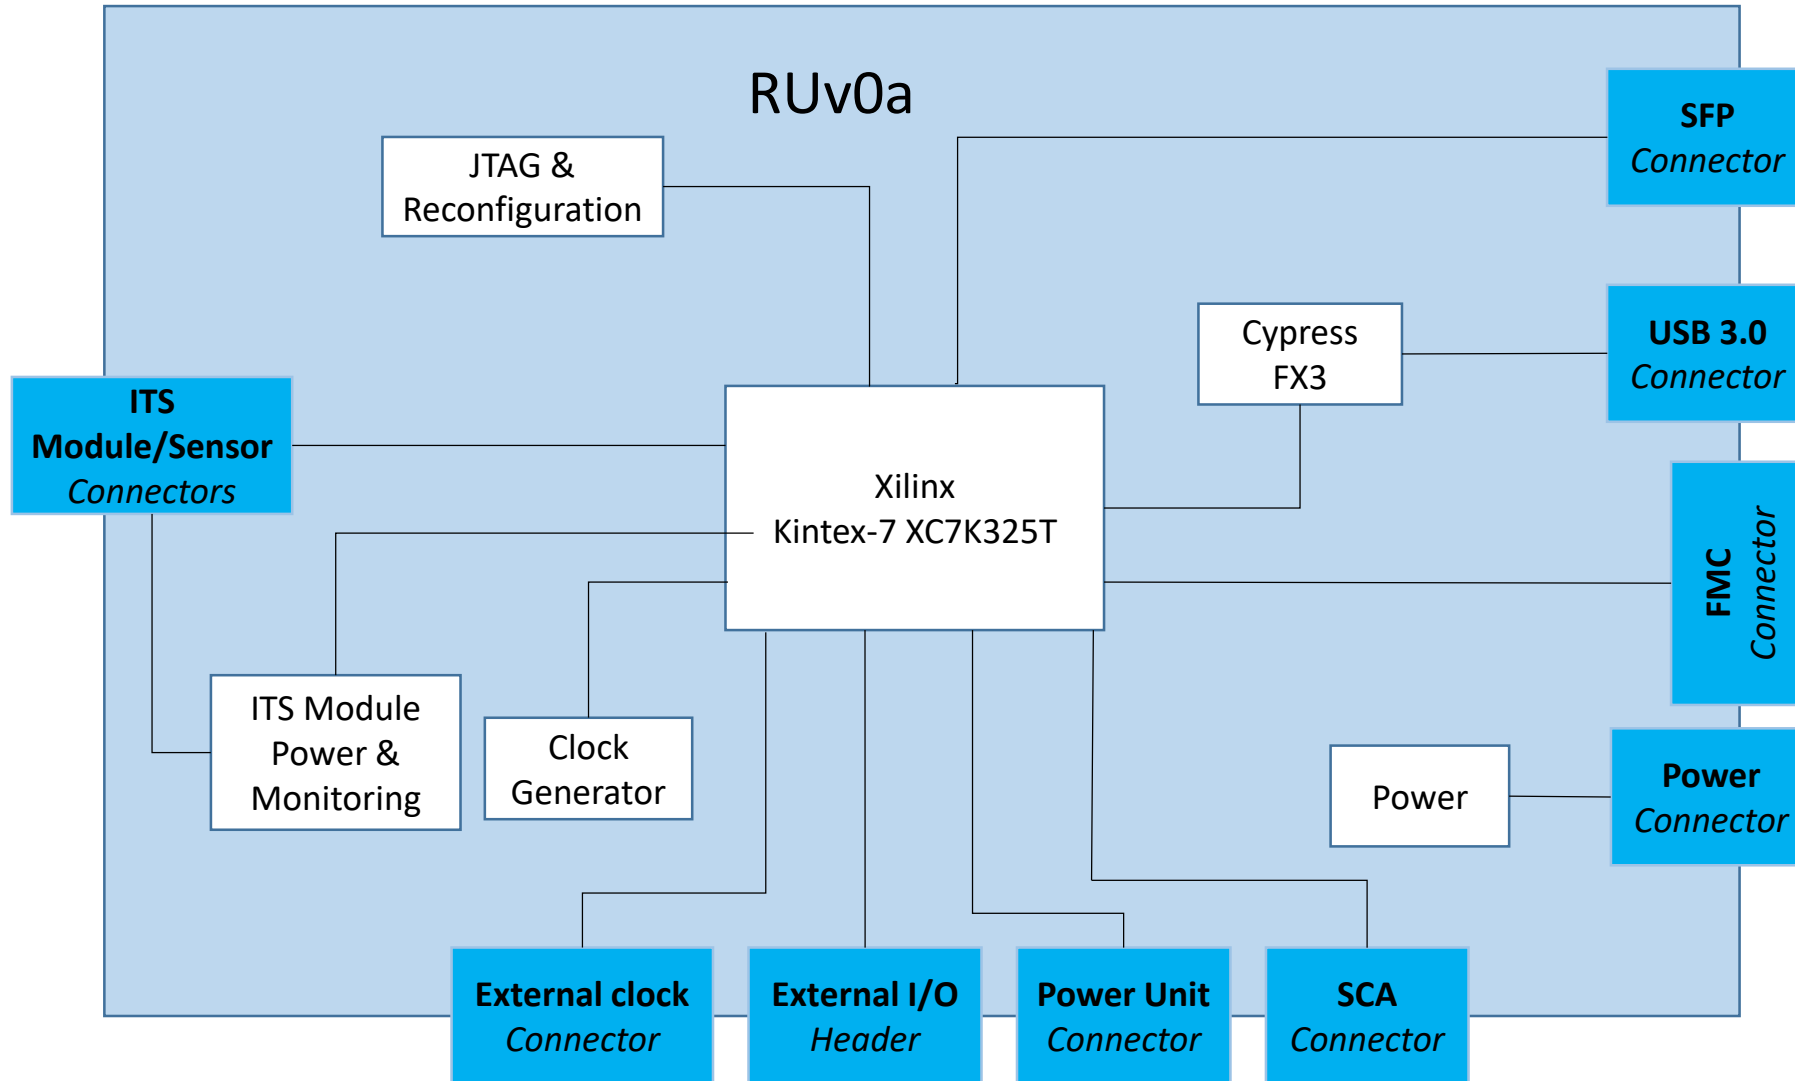 RUv0a
SFP
Connector
JTAG &
Reconfiguration
Cypress
FX3
USB 3.0
Connector
ITS
Module/Sensor
Connectors
Xilinx
Kintex-7 XC7K325T
FMC
Connector
ITS Module
Power &
Monitoring
Clock
Generator
Power
Power
Connector
External clock
Connector
External I/O
Header
Power Unit
Connector
SCA
Connector